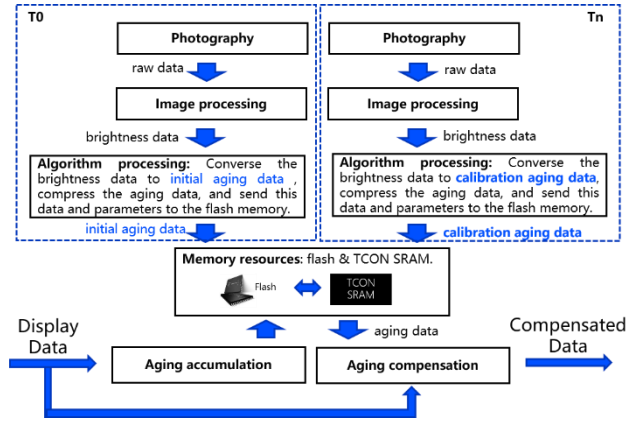 T0
Photography
raw data
Image processing
brightness data
Algorithm processing: Converse the
brightness data to initial aging data ,
compress the aging data, and send this
data and parameters to the flash memory.
initial aging data
Tn
Photography
raw data
Image processing
brightness data
Algorithm processing: Converse the
brightness data to calibration aging data,
compress the aging data, and send this
data and parameters to the flash memory.
calibration aging data
Memory resources: flash & TCON SRAM.
Flash
TCON
SRAM
aging data
Display
Data
Aging accumulation
Aging compensation
Compensated
Data